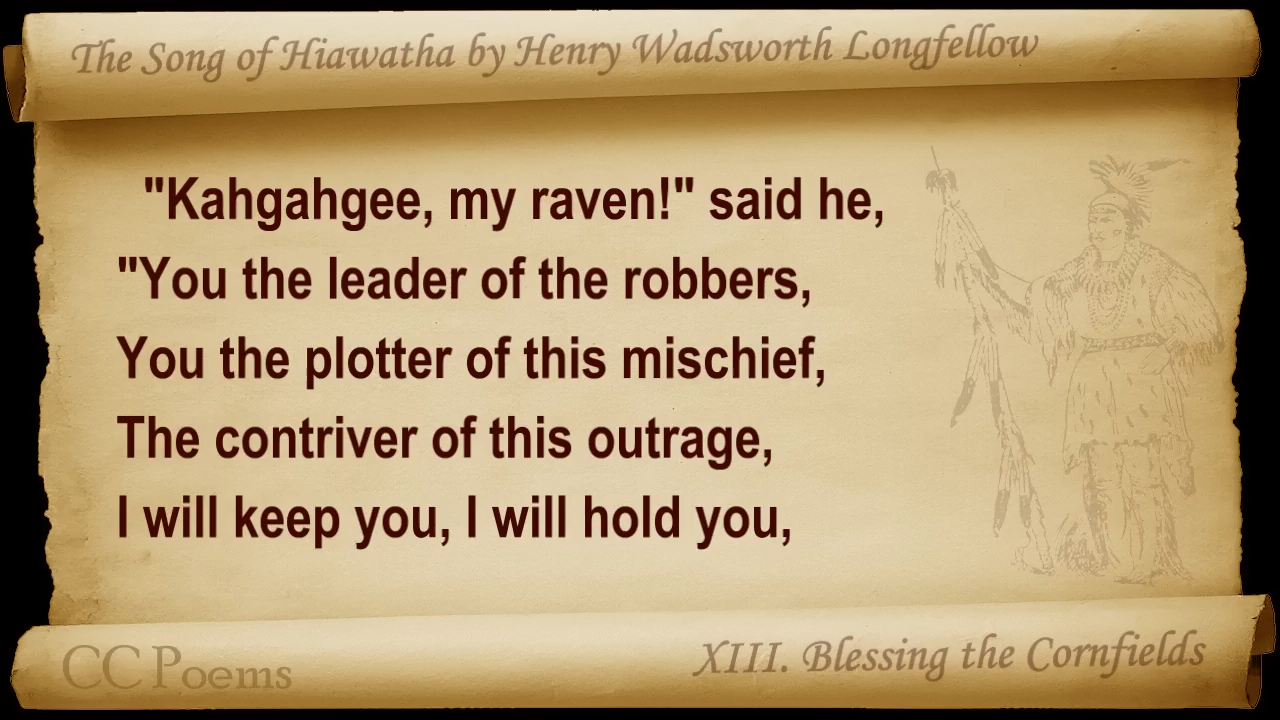 The Song of Hiawatha by Henry Wadsworth Longfellow
"Kahgahgee, my raven!" said he,
"You the leader of the robbers,
You the plotter of this mischief,
The contriver of this outrage,
I will keep you, I will hold you,
CC Poems
XIII. Blessing the Cornfields